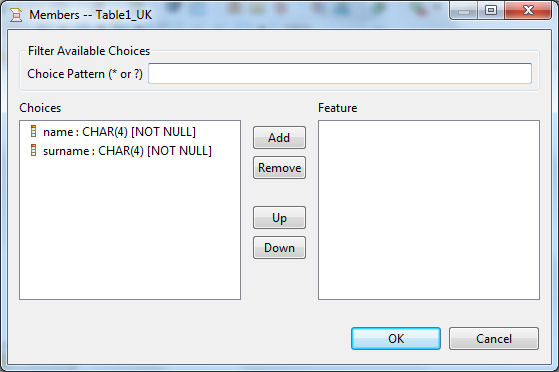 Members -- Table1_UK
Filter Available Choices
Choice Pattern (* or ?)
Choices
Feature
name : CHAR(4) [NOT NULL]
surname : CHAR(4) [NOT NULL]
Add
Remove
Up
Down
OK
Cancel